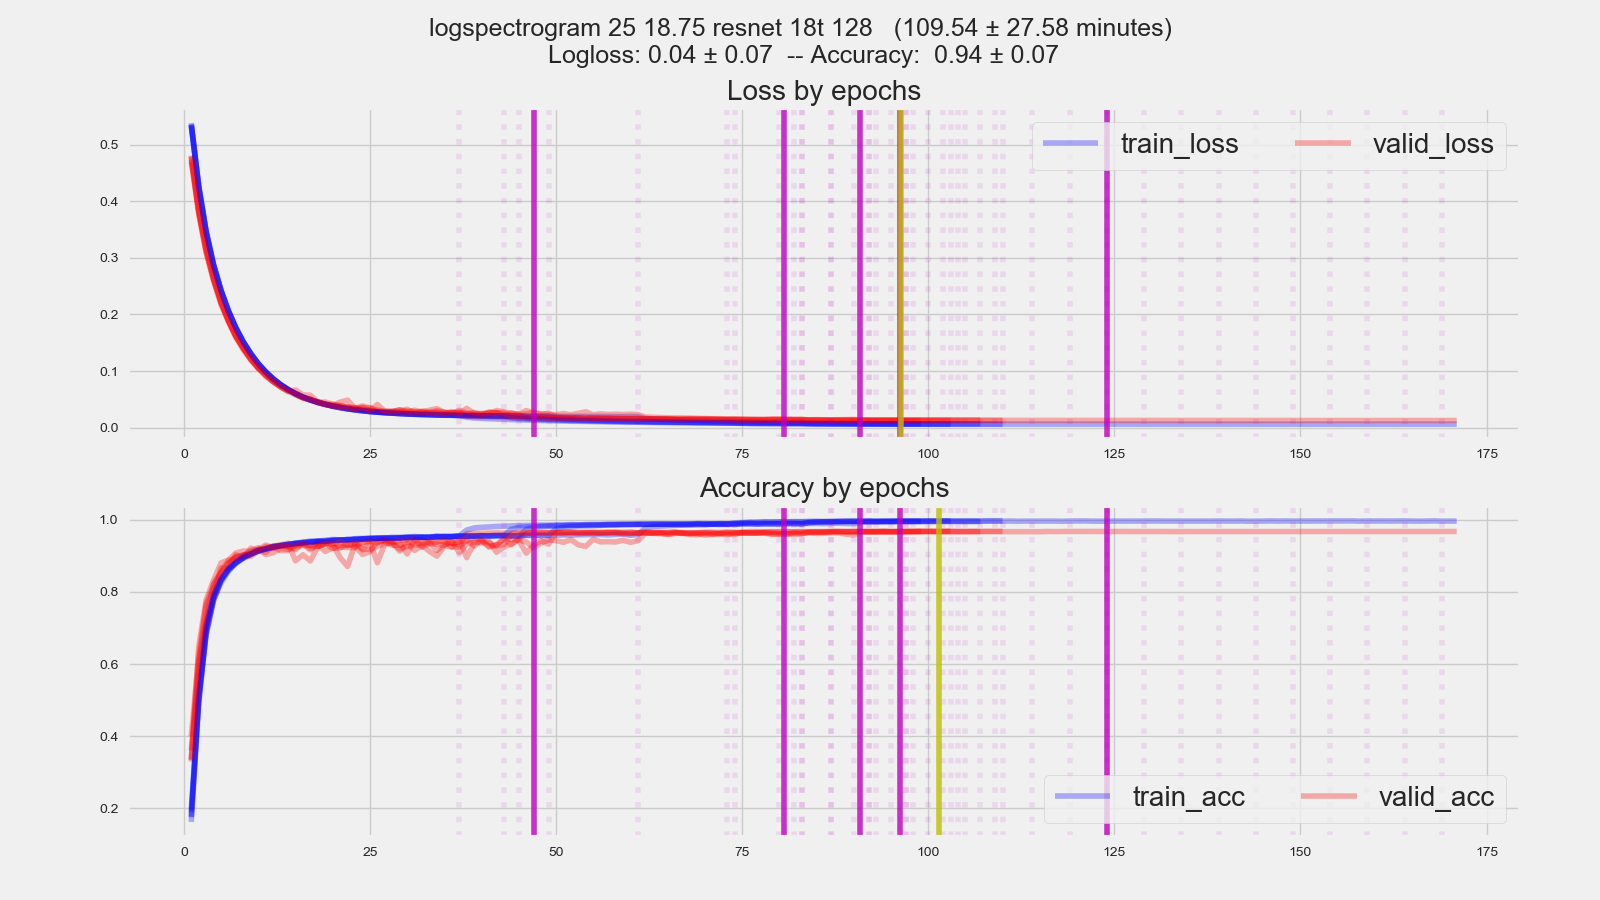 logspectrogram 25 18.75 resnet 18t 128   (109.54 ± 27.58 minutes)
Logloss: 0.04 ± 0.07  -- Accuracy:  0.94 ± 0.07
Loss by epochs
train_loss valid_loss
0.5
0.4
0.3
0.2
0.1
0.0
0 25 50 75 100 125 150 175
Accuracy by epochs
1.0
0.8
0.6
0.4
0.2
train_acc valid_acc
0 25 50 75 100 125 150 175